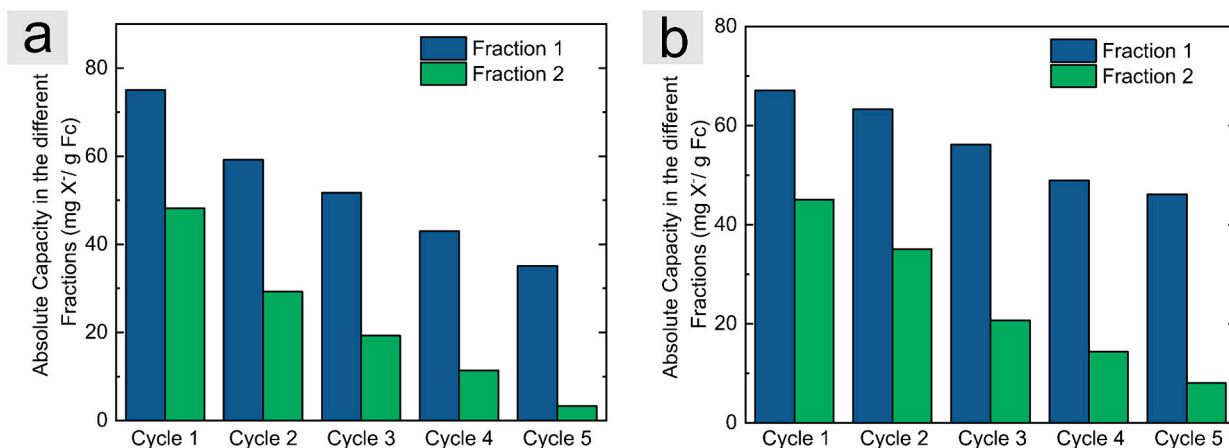 a
Absolute Capacity in the different
Fractions (mg X⁻/ g Fc)
80
60
40
20
0
Fraction 1
Fraction 2
Cycle 1 Cycle 2 Cycle 3 Cycle 4 Cycle 5
b
Absolute Capacity in the different
Fractions (mg X⁻/ g Fc)
80
60
40
20
0
Fraction 1
Fraction 2
Cycle 1 Cycle 2 Cycle 3 Cycle 4 Cycle 5